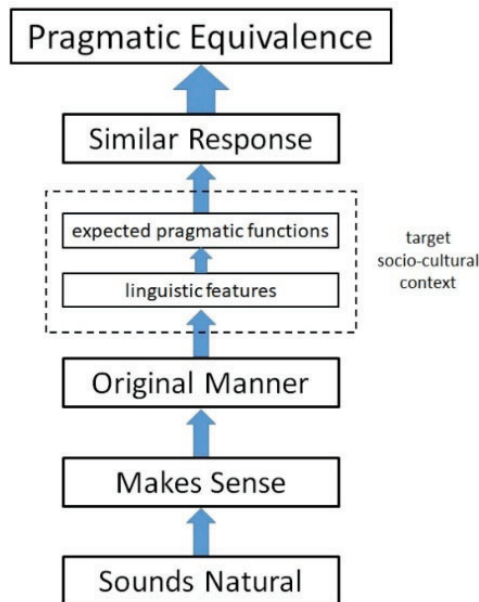 Pragmatic Equivalence
Similar Response
expected pragmatic functions
linguistic features
target
socio-cultural
context
Original Manner
Makes Sense
Sounds Natural